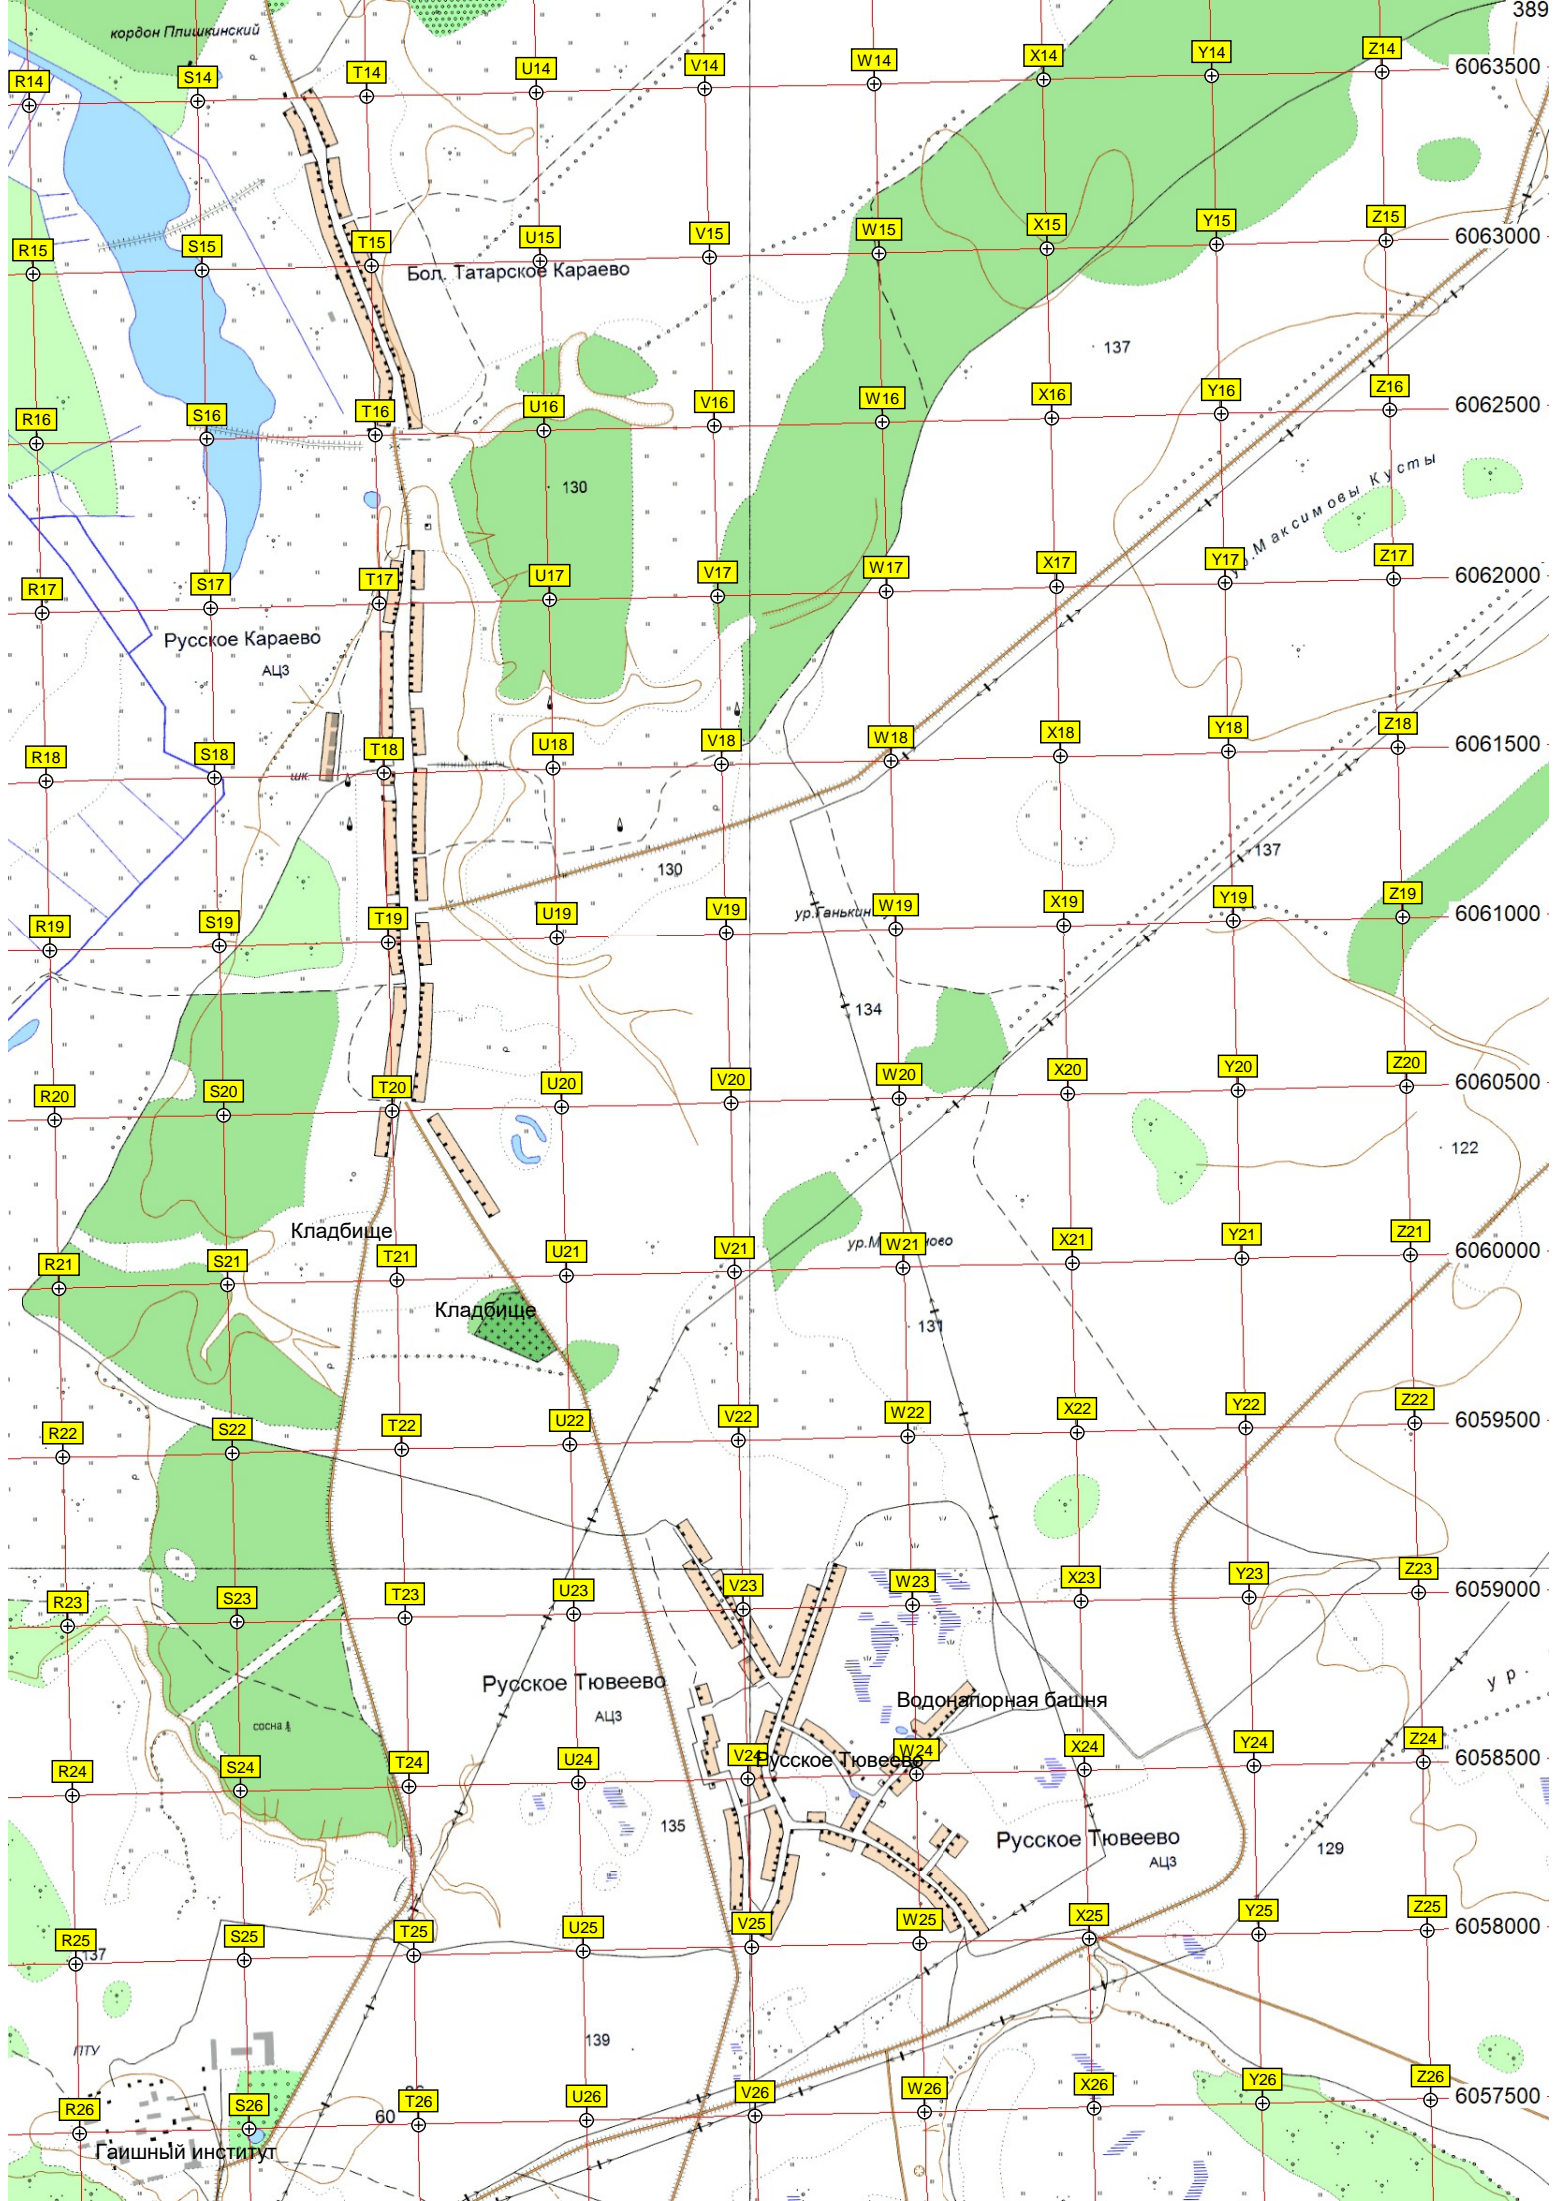 389
кордон Плишкинский
R14 S14 T14 U14 V14 W14 X14 Y14 Z14 6063500
R15 S15 T15 U15 V15 W15 X15 Y15 Z15 6063000
Бол. Татарское Караево
137
R16 S16 T16 U16 V16 W16 X16 Y16 Z16 6062500
130
Максимовы Кусты
R17 S17 T17 U17 V17 W17 X17 Y17 Z17 6062000
Русское Караево
АЦЗ
R18 S18 T18 U18 V18 W18 X18 Y18 Z18 6061500
шк.
137
130
R19 S19 T19 U19 V19 ур.Ганькин W19 X19 Y19 Z19 6061000
134
R20 S20 T20 U20 V20 W20 X20 Y20 Z20 6060500
122
Кладбище
R21 S21 T21 U21 V21 W21 X21 Y21 Z21 6060000
Кладбище
131
R22 S22 T22 U22 V22 W22 X22 Y22 Z22 6059500
R23 S23 T23 U23 V23 W23 X23 Y23 Z23 6059000
Русское Тювеево
АЦЗ
ур.
Водонапорная башня
сосна
R24 S24 T24 U24 V24 Русское Тювеево W24 X24 Y24 Z24 6058500
135
Русское Тювеево
АЦЗ
129
R25 S25 T25 U25 V25 W25 X25 Y25 Z25 6058000
137
139
ПТУ
R26 S26 T26 U26 V26 W26 X26 Y26 Z26 6057500
60
Гаишный институт